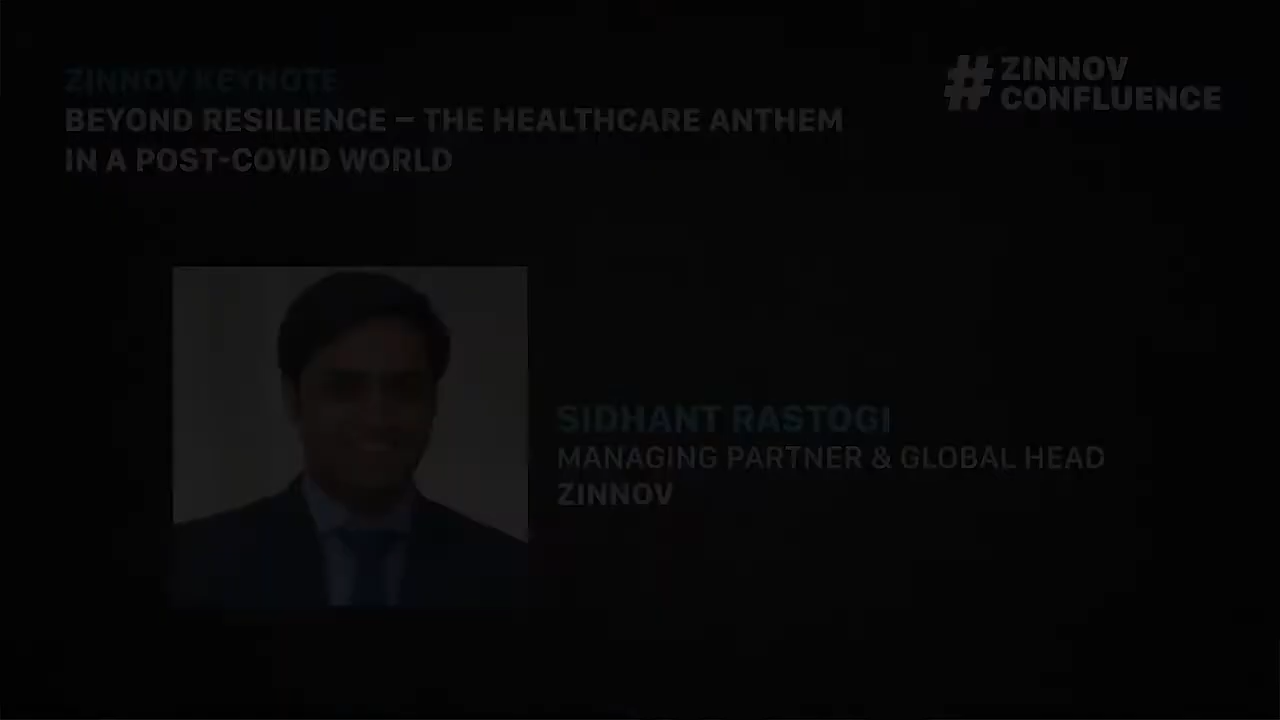 ZINNOV KEYNOTE
BEYOND RESILIENCE – THE HEALTHCARE ANTHEM
IN A POST-COVID WORLD
#ZINNOV
CONFLUENCE
SIDHANT RASTOGI
MANAGING PARTNER & GLOBAL HEAD
ZINNOV